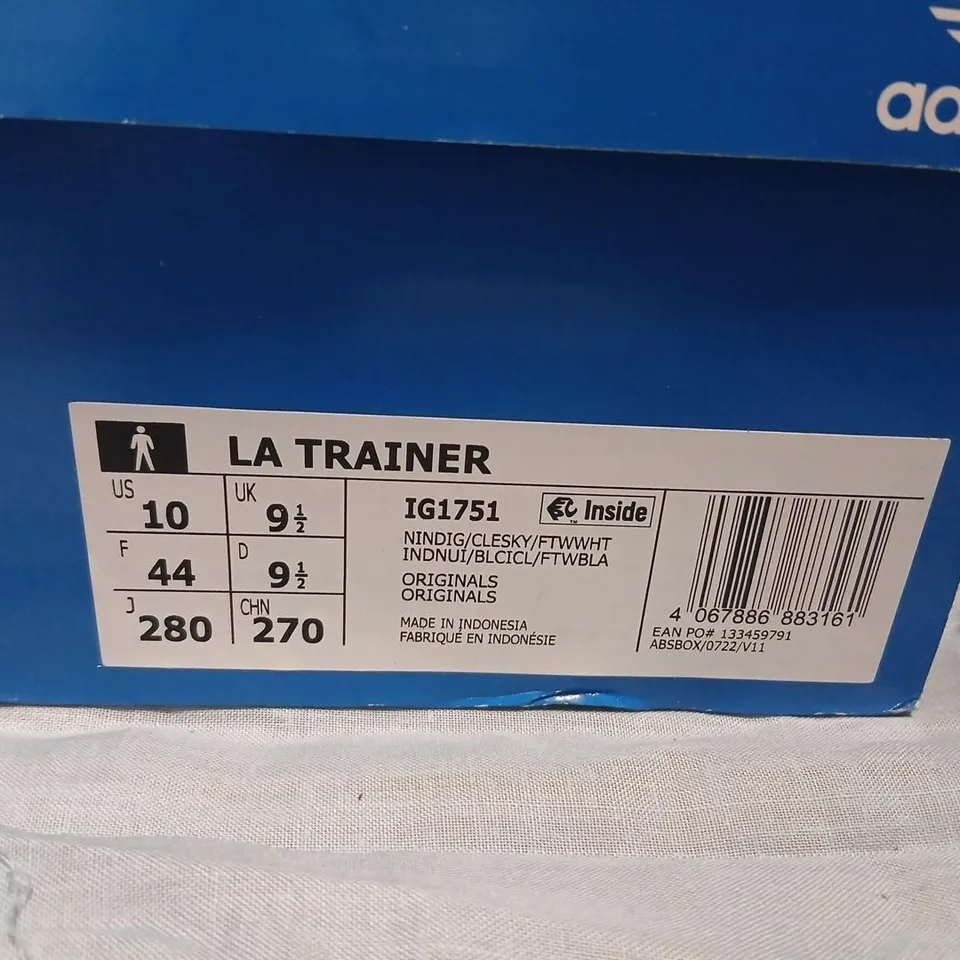 ad
LA TRAINER
US 10 UK 9 1/2
F 44 D 9 1/2
J 280 CHN 270
IG1751 Inside™
NINDIG/CLESKY/FTWWHT
INDNUI/BLCICL/FTWBLA
ORIGINALS
ORIGINALS
MADE IN INDONESIA
FABRIQUÉ EN INDONÉSIE
4 067886 883161
EAN PO# 133459791
ABSBOX/0722/V11